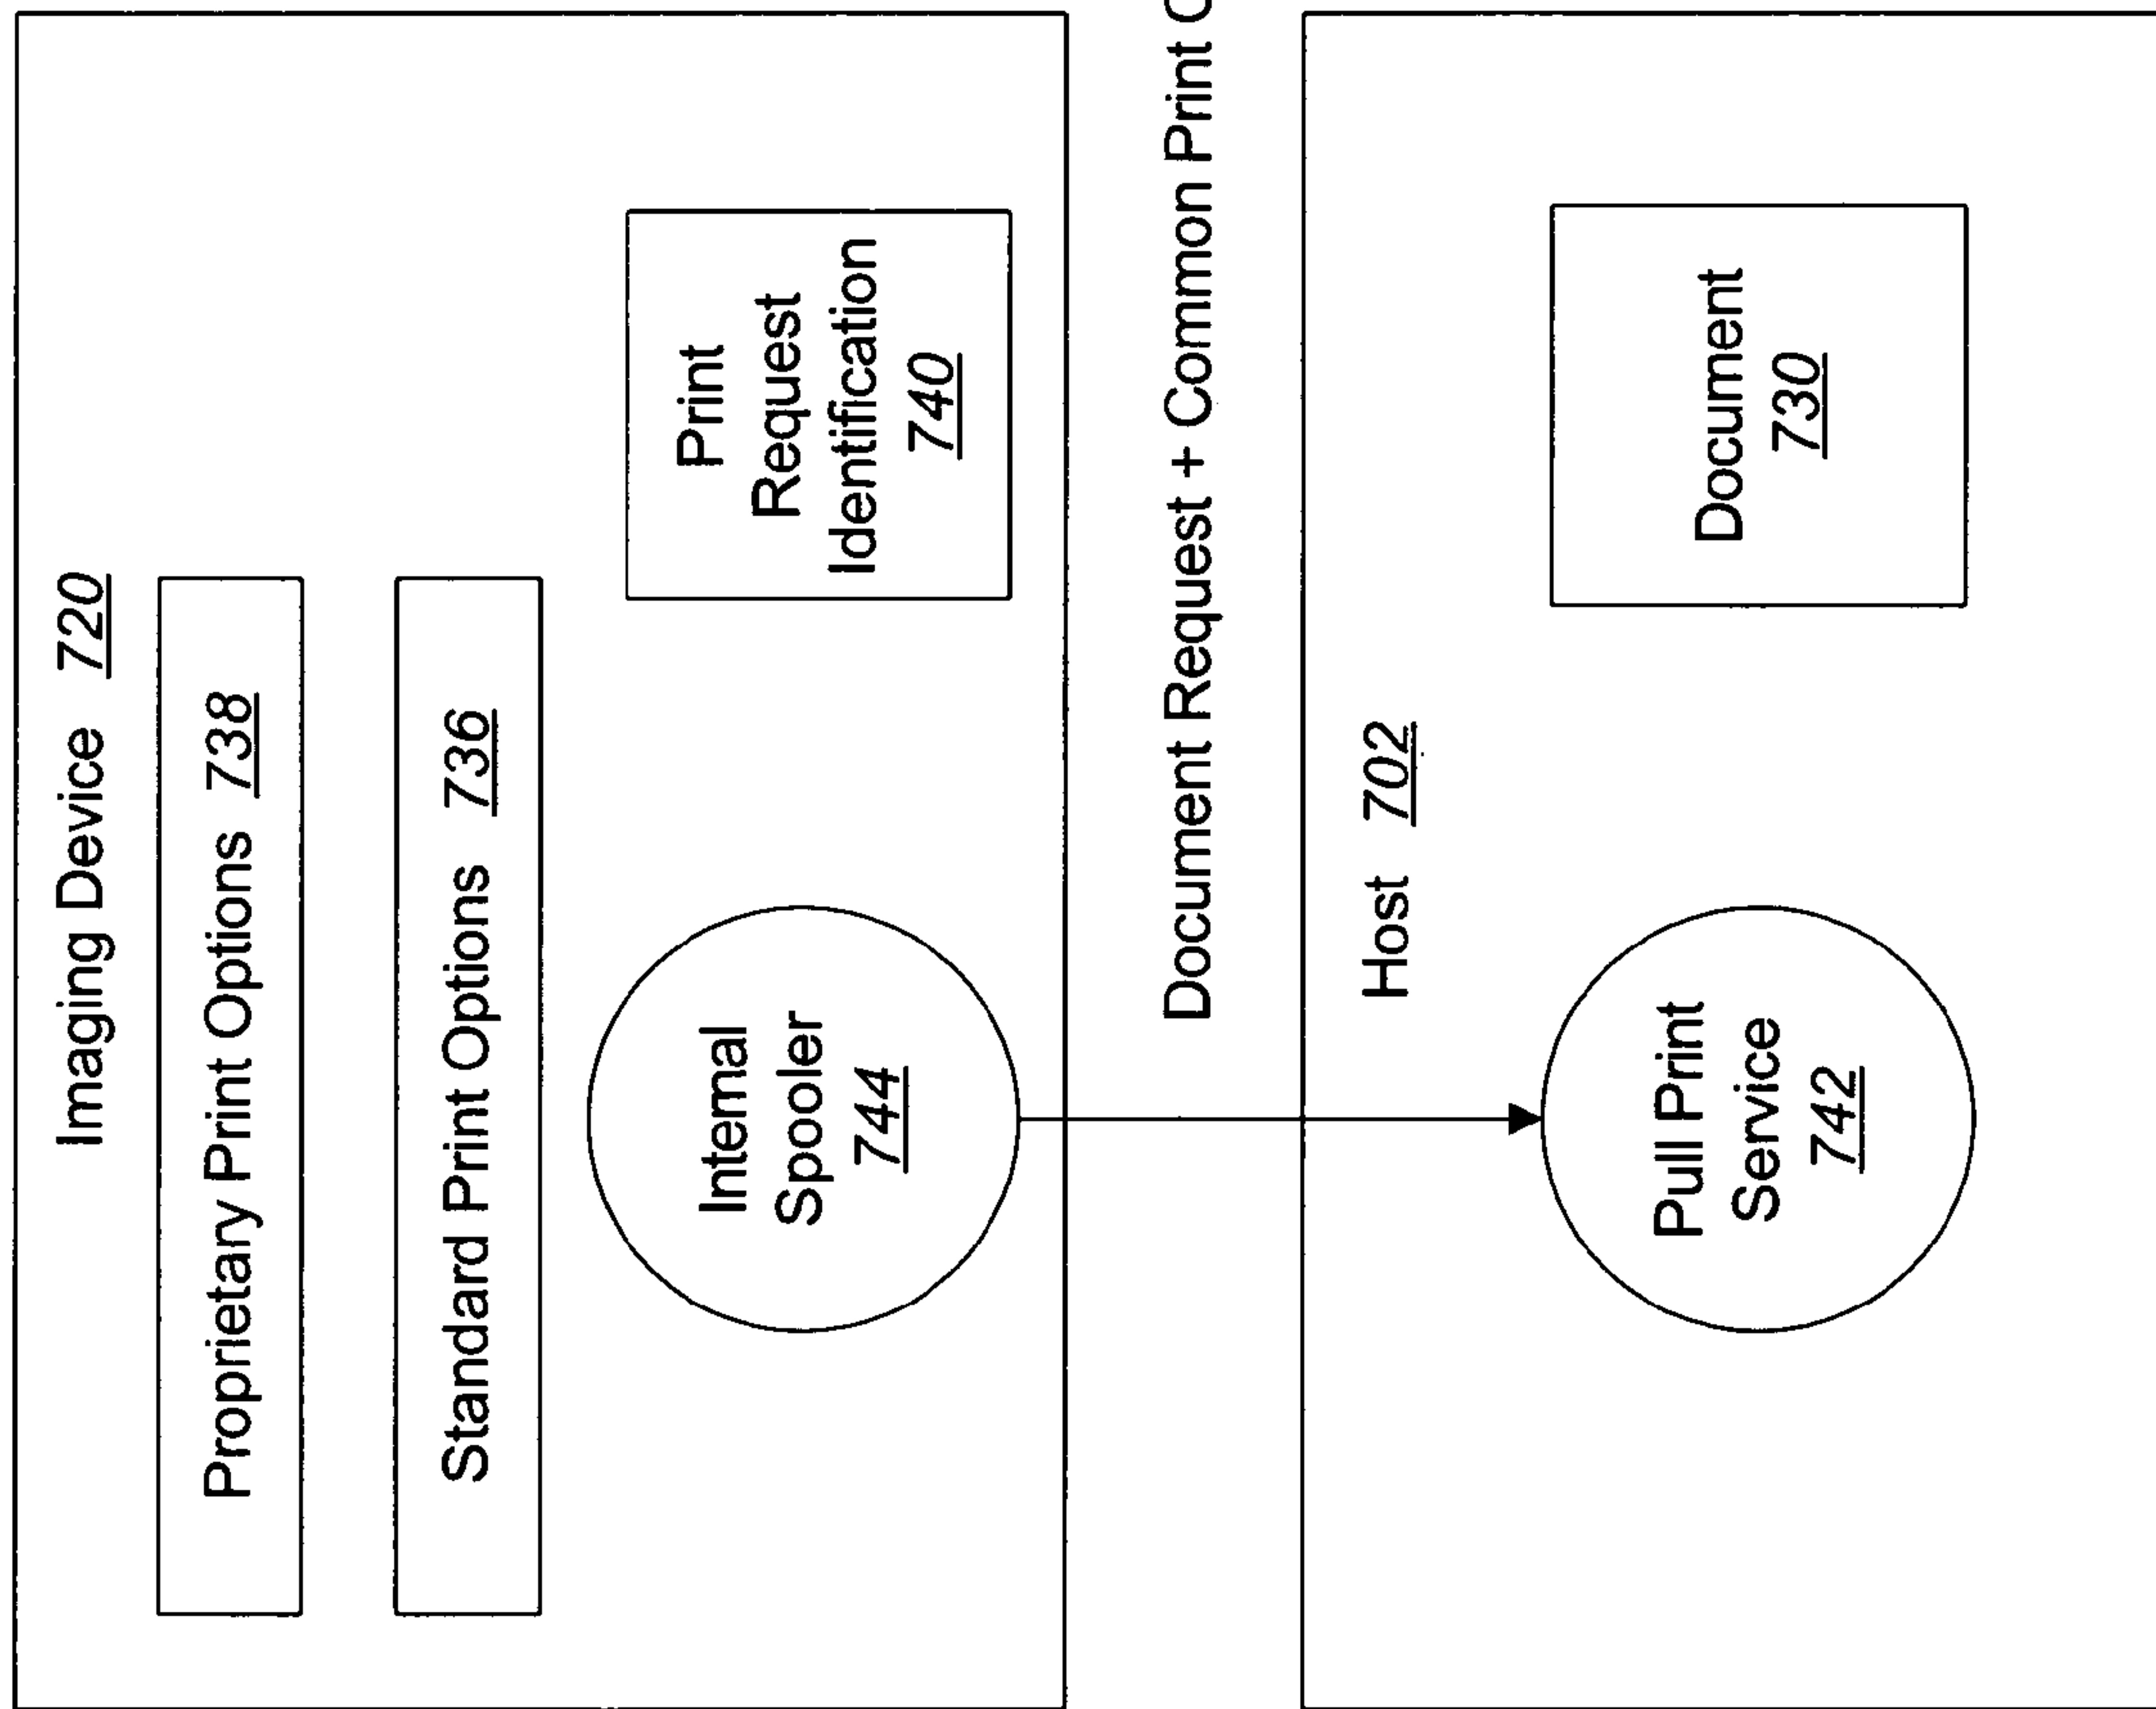 Imaging Device 720
Proprietary Print Options 738
Standard Print Options 736
Internal
Spooler
744
Print
Request
Identification
740
Document Request + Common Print
Host 702
Pull Print
Service
742
Document
730